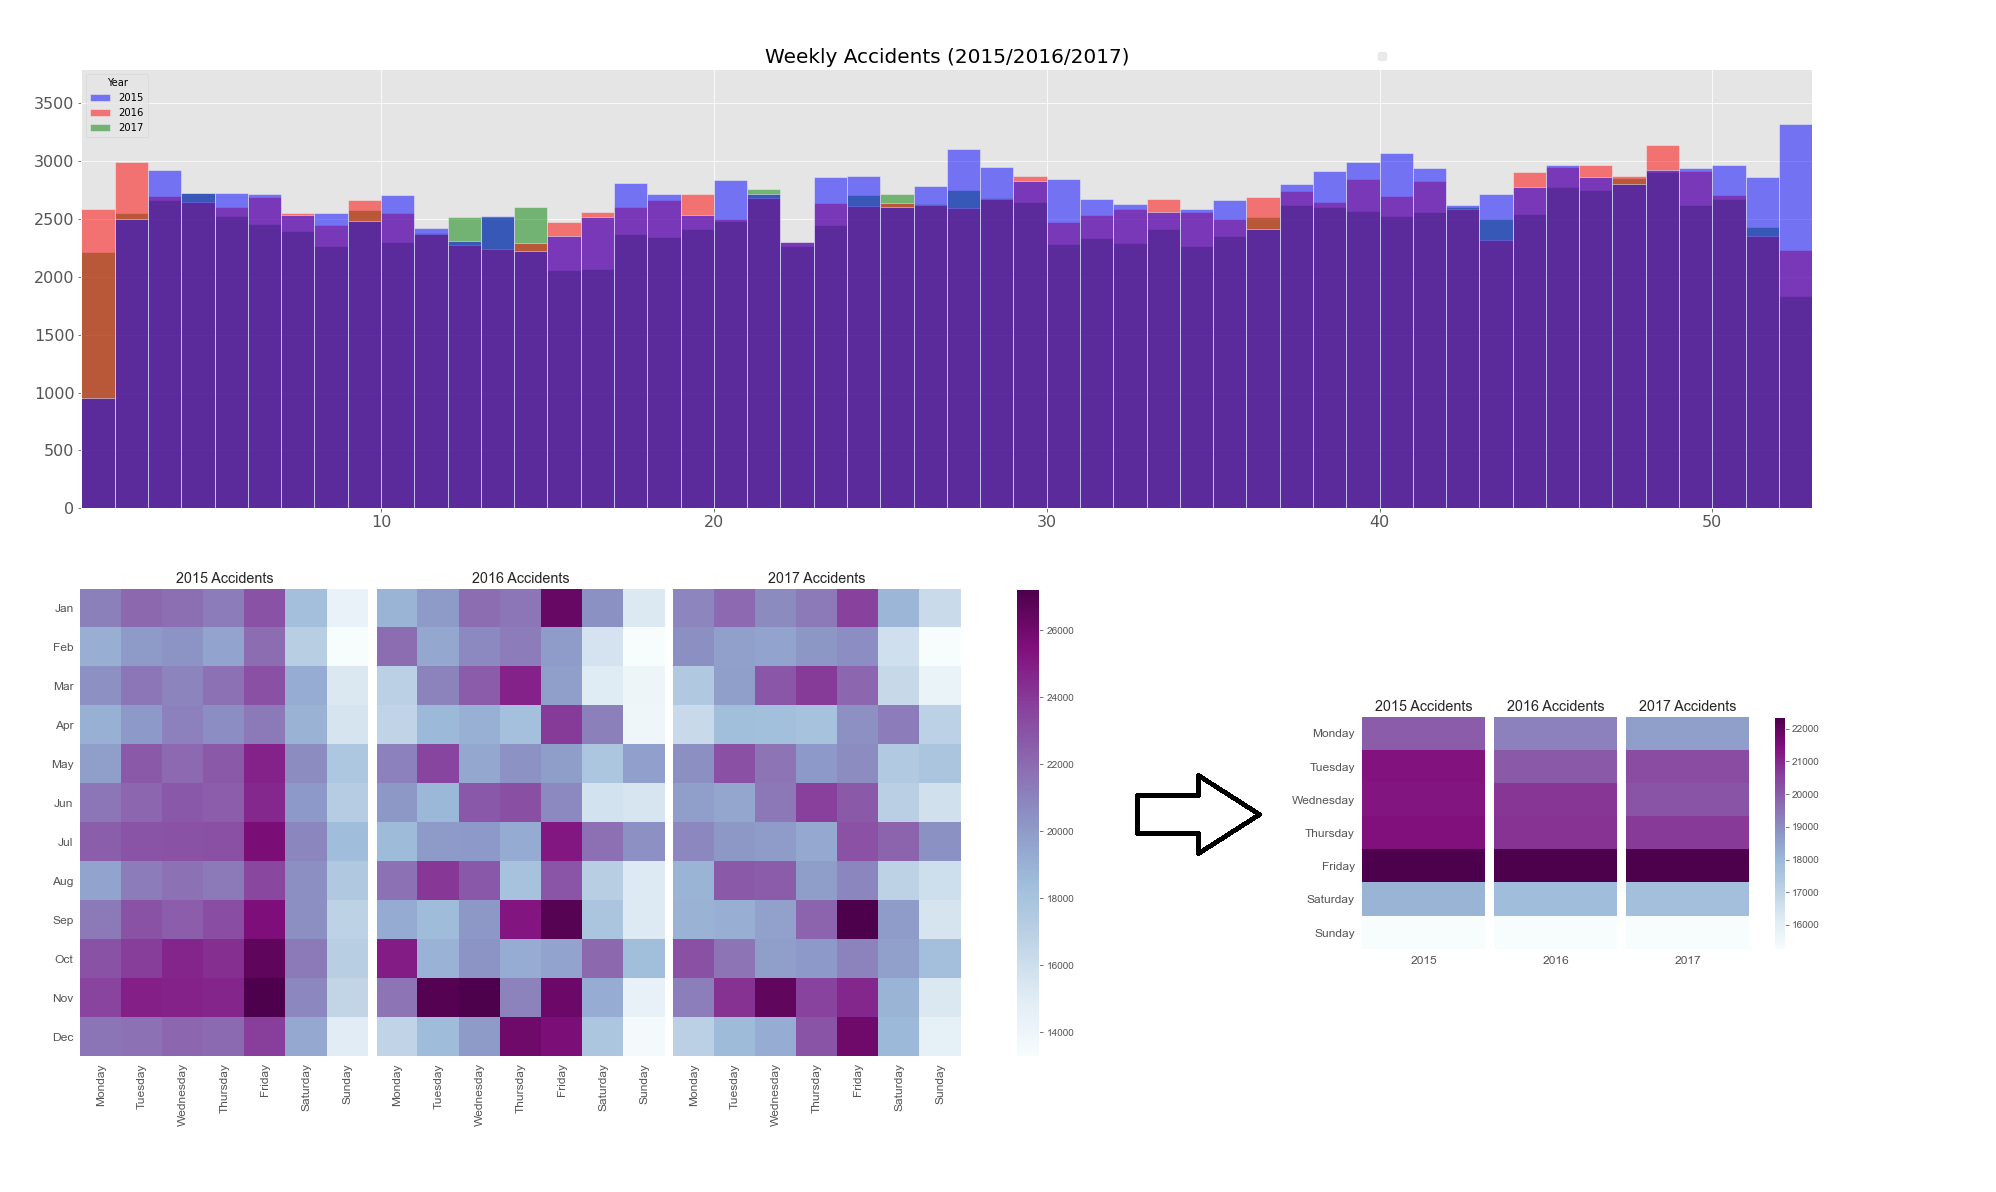 Weekly Accidents (2015/2016/2017)
Year
2015
2016
2017
3500
3000
2500
2000
1500
1000
500
0
10 20 30 40 50
2015 Accidents 2016 Accidents 2017 Accidents
Jan
Feb
Mar
Apr
May
Jun
Jul
Aug
Sep
Oct
Nov
Dec
Monday Tuesday Wednesday Thursday Friday Saturday Sunday Monday Tuesday Wednesday Thursday Friday Saturday Sunday Monday Tuesday Wednesday Thursday Friday Saturday Sunday
26000
24000
22000
20000
18000
16000
14000
2015 Accidents 2016 Accidents 2017 Accidents
Monday
Tuesday
Wednesday
Thursday
Friday
Saturday
Sunday
2015 2016 2017
22000
21000
20000
19000
18000
17000
16000